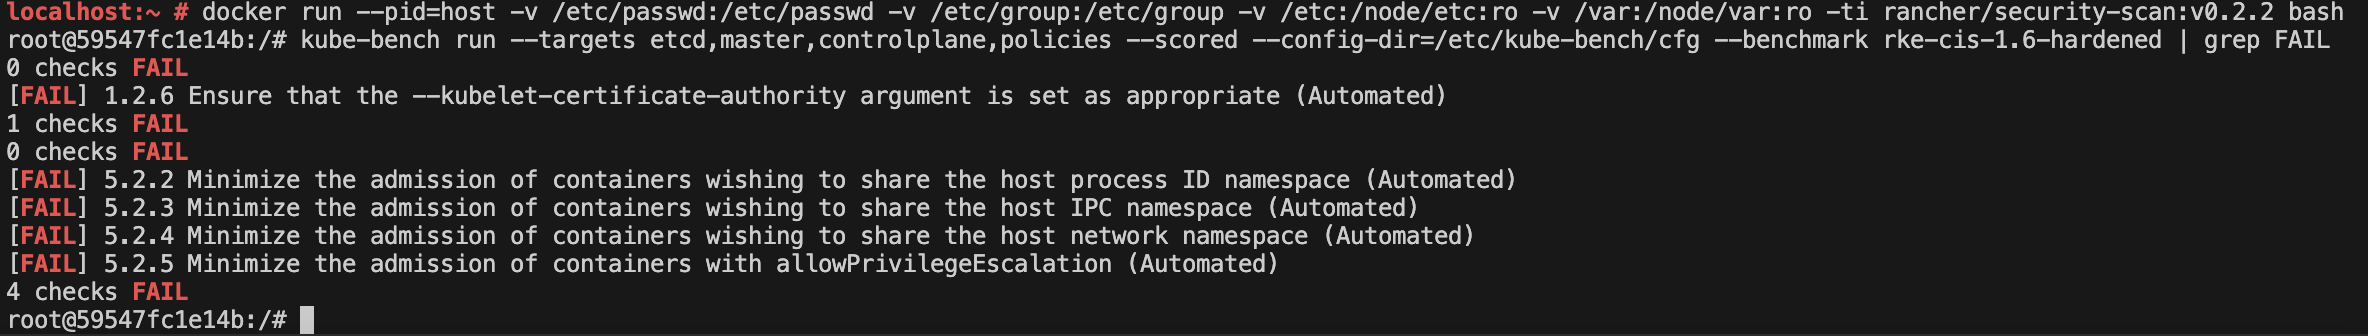 localhost:~ # docker run --pid=host -v /etc/passwd:/etc/passwd -v /etc/group:/etc/group -v /etc:/node/etc:ro -v /var:/node/var:ro -ti rancher/security-scan:v0.2.2 bash
root@59547fc1e14b:/# kube-bench run --targets etcd,master,controlplane,policies --scored --config-dir=/etc/kube-bench/cfg --benchmark rke-cis-1.6-hardened | grep FAIL
0 checks FAIL
[FAIL] 1.2.6 Ensure that the --kubelet-certificate-authority argument is set as appropriate (Automated)
1 checks FAIL
0 checks FAIL
[FAIL] 5.2.2 Minimize the admission of containers wishing to share the host process ID namespace (Automated)
[FAIL] 5.2.3 Minimize the admission of containers wishing to share the host IPC namespace (Automated)
[FAIL] 5.2.4 Minimize the admission of containers wishing to share the host network namespace (Automated)
[FAIL] 5.2.5 Minimize the admission of containers with allowPrivilegeEscalation (Automated)
4 checks FAIL
root@59547fc1e14b:/#